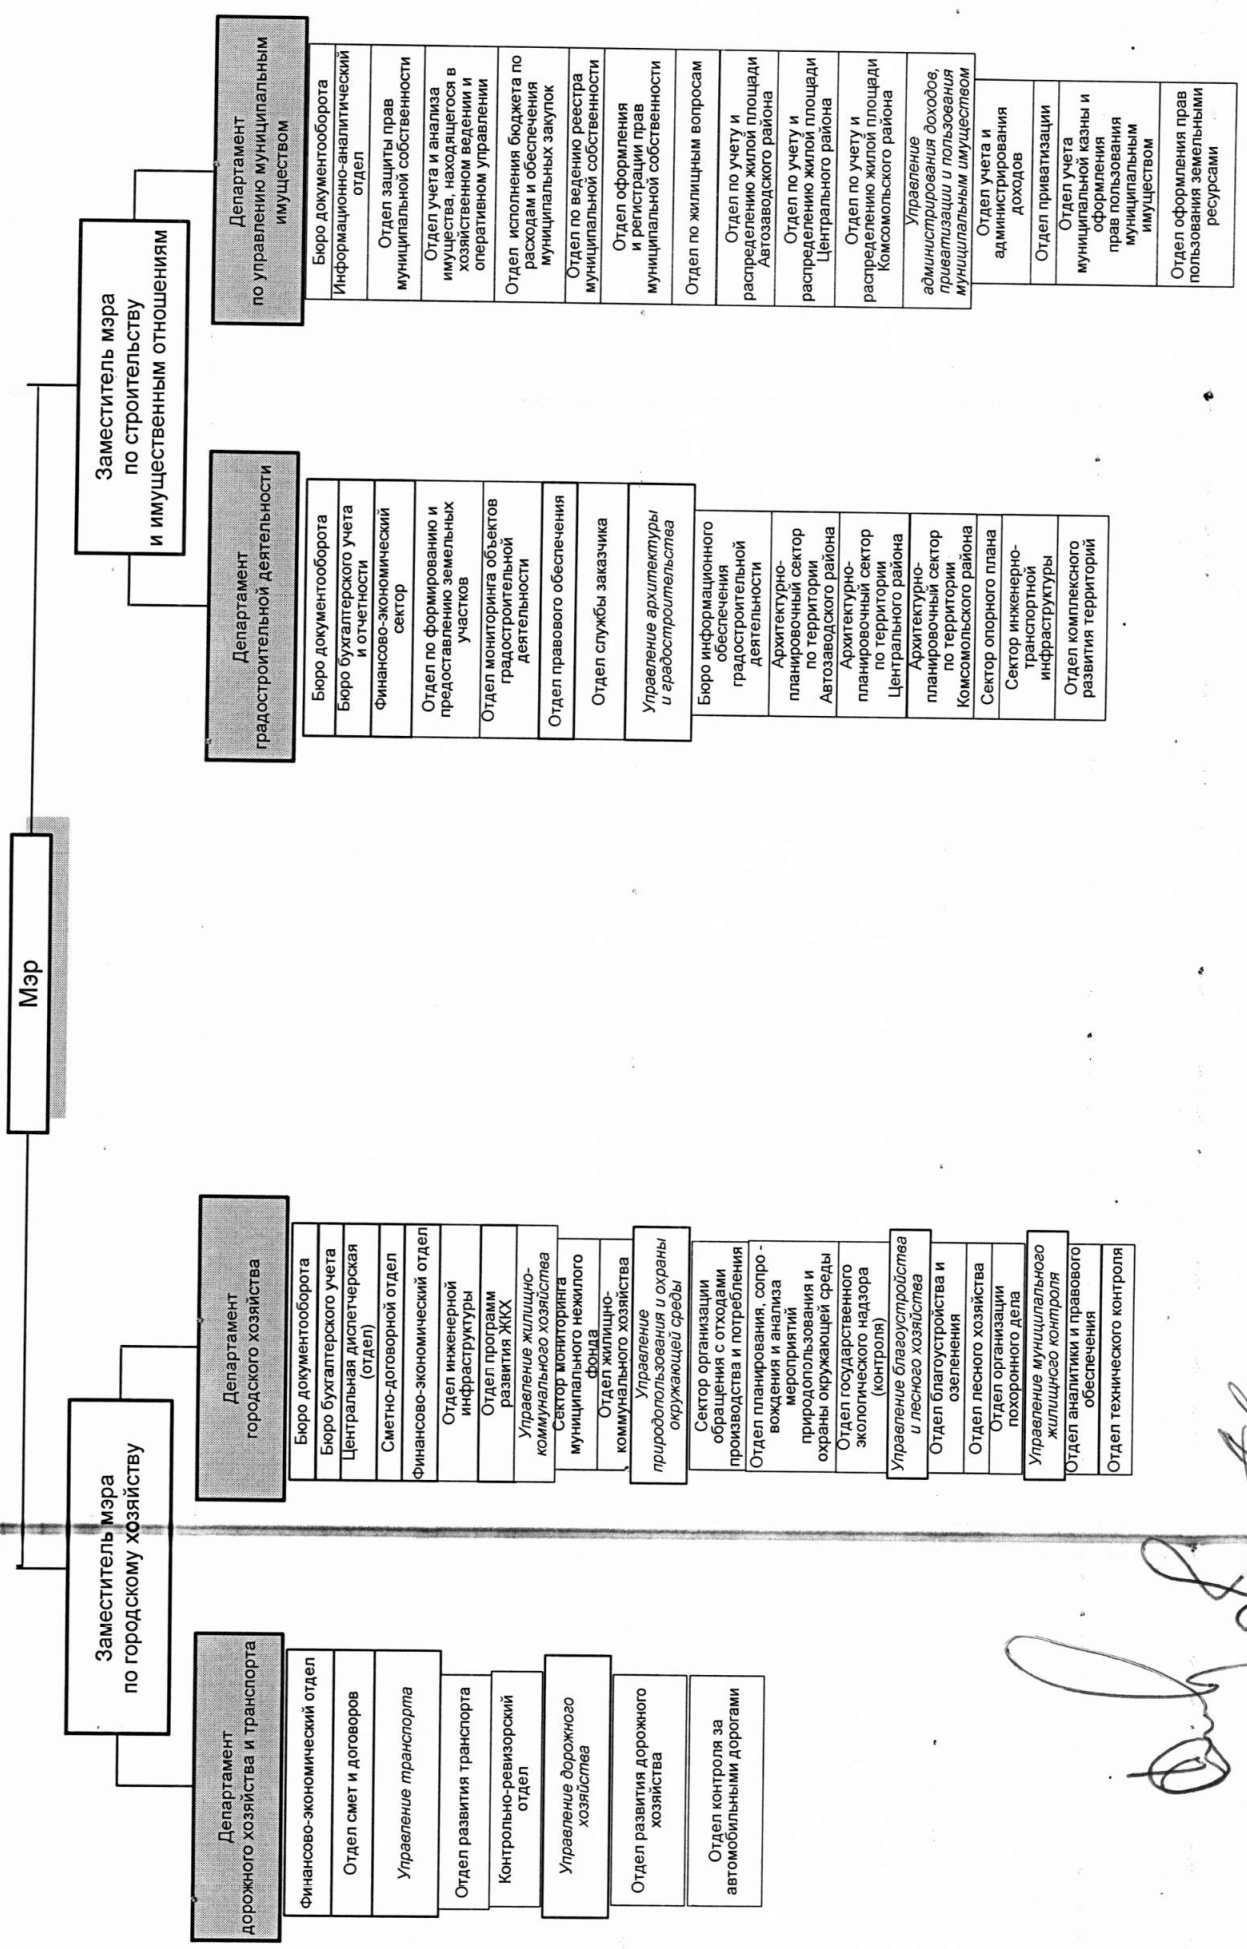 Мэр
Заместитель мэра
по городскому хозяйству
Заместитель мэра
по строительству
и имущественным отношениям
Департамент
дорожного хозяйства и транспорта
Финансово-экономический отдел
Отдел смет и договоров
Управление транспорта
Отдел развития транспорта
Контрольно-ревизорский
отдел
Управление дорожного
хозяйства
Отдел развития дорожного
хозяйства
Отдел контроля за
автомобильными дорогами
Департамент
городского хозяйства
Бюро документооборота
Бюро бухгалтерского учета
Центральная диспетчерская
(отдел)
Сметно-договорной отдел
Финансово-экономический отдел
Отдел инженерной
инфраструктуры
Отдел программ
развития ЖКХ
Управление жилищно-
коммунального хозяйства
Сектор мониторинга
муниципального нежилого
фонда
Отдел жилищно-
коммунального хозяйства
Управление
природопользования и охраны
окружающей среды
Сектор организации
обращения с отходами
производства и потребления
Отдел планирования, сопро -
вождения и анализа
мероприятий
природопользования и
охраны окружающей среды
Отдел государственного
экологического надзора
(контроля)
Управление благоустройства
и лесного хозяйства
Отдел благоустройства и
озеленения
Отдел лесного хозяйства
Отдел организации
похоронного дела
Управление муниципального
жилищного контроля
Отдел аналитики и правового
обеспечения
Отдел технического контроля
Департамент
градостроительной деятельности
Бюро документооборота
Бюро бухгалтерского учета
и отчетности
Финансово-экономический
сектор
Отдел по формированию и
предоставлению земельных
участков
Отдел мониторинга объектов
градостроительной
деятельности
Отдел правового обеспечения
Отдел службы заказчика
Управление архитектуры
и градостроительства
Бюро информационного
обеспечения
градостроительной
деятельности
Архитектурно-
планировочный сектор
по территории
Автозаводского района
Архитектурно-
планировочный сектор
по территории
Центрального района
Архитектурно-
планировочный сектор
по территории
Комсомольского района
Сектор опорного плана
Сектор инженерно-
транспортной
инфраструктуры
Отдел комплексного
развития территорий
Департамент
по управлению муниципальным
имуществом
Бюро документооборота
Информационно-аналитический
отдел
Отдел защиты прав
муниципальной собственности
Отдел учета и анализа
имущества, находящегося в
хозяйственном ведении и
оперативном управлении
Отдел исполнения бюджета по
расходам и обеспечения
муниципальных закупок
Отдел по ведению реестра
муниципальной собственности
Отдел оформления
и регистрации прав
муниципальной собственности
Отдел по жилищным вопросам
Отдел по учету и
распределению жилой площади
Автозаводского района
Отдел по учету и
распределению жилой площади
Центрального района
Отдел по учету и
распределению жилой площади
Комсомольского района
Управление
администрирования доходов,
приватизации и пользования
муниципальным имуществом
Отдел учета и
администрирования
доходов
Отдел приватизации
Отдел учета
муниципальной казны и
оформления
прав пользования
муниципальным
имуществом
Отдел оформления прав
пользования земельными
ресурсами